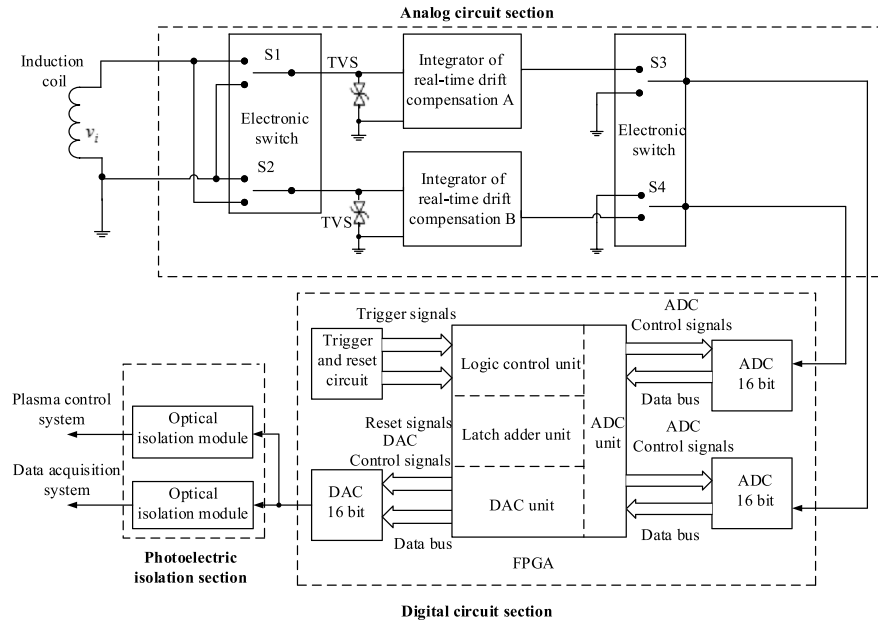 Analog circuit section
Induction
coil
v_i
S1
Electronic
switch
S2
TVS
TVS
Integrator of
real-time drift
compensation A
Integrator of
real-time drift
compensation B
S3
Electronic
switch
S4
Trigger signals
Trigger
and reset
circuit
Reset signals
Logic control unit
Latch adder unit
DAC unit
ADC
unit
ADC
Control signals
Data bus
ADC
16 bit
ADC
Control signals
Data bus
ADC
16 bit
DAC
Control signals
Data bus
DAC
16 bit
FPGA
Plasma control
system
Optical
isolation module
Data acquisition
system
Optical
isolation module
Photoelectric
isolation section
Digital circuit section